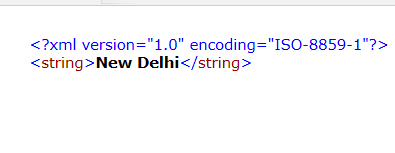 <?xml version="1.0" encoding="ISO-8859-1"?>
<string>New Delhi</string>